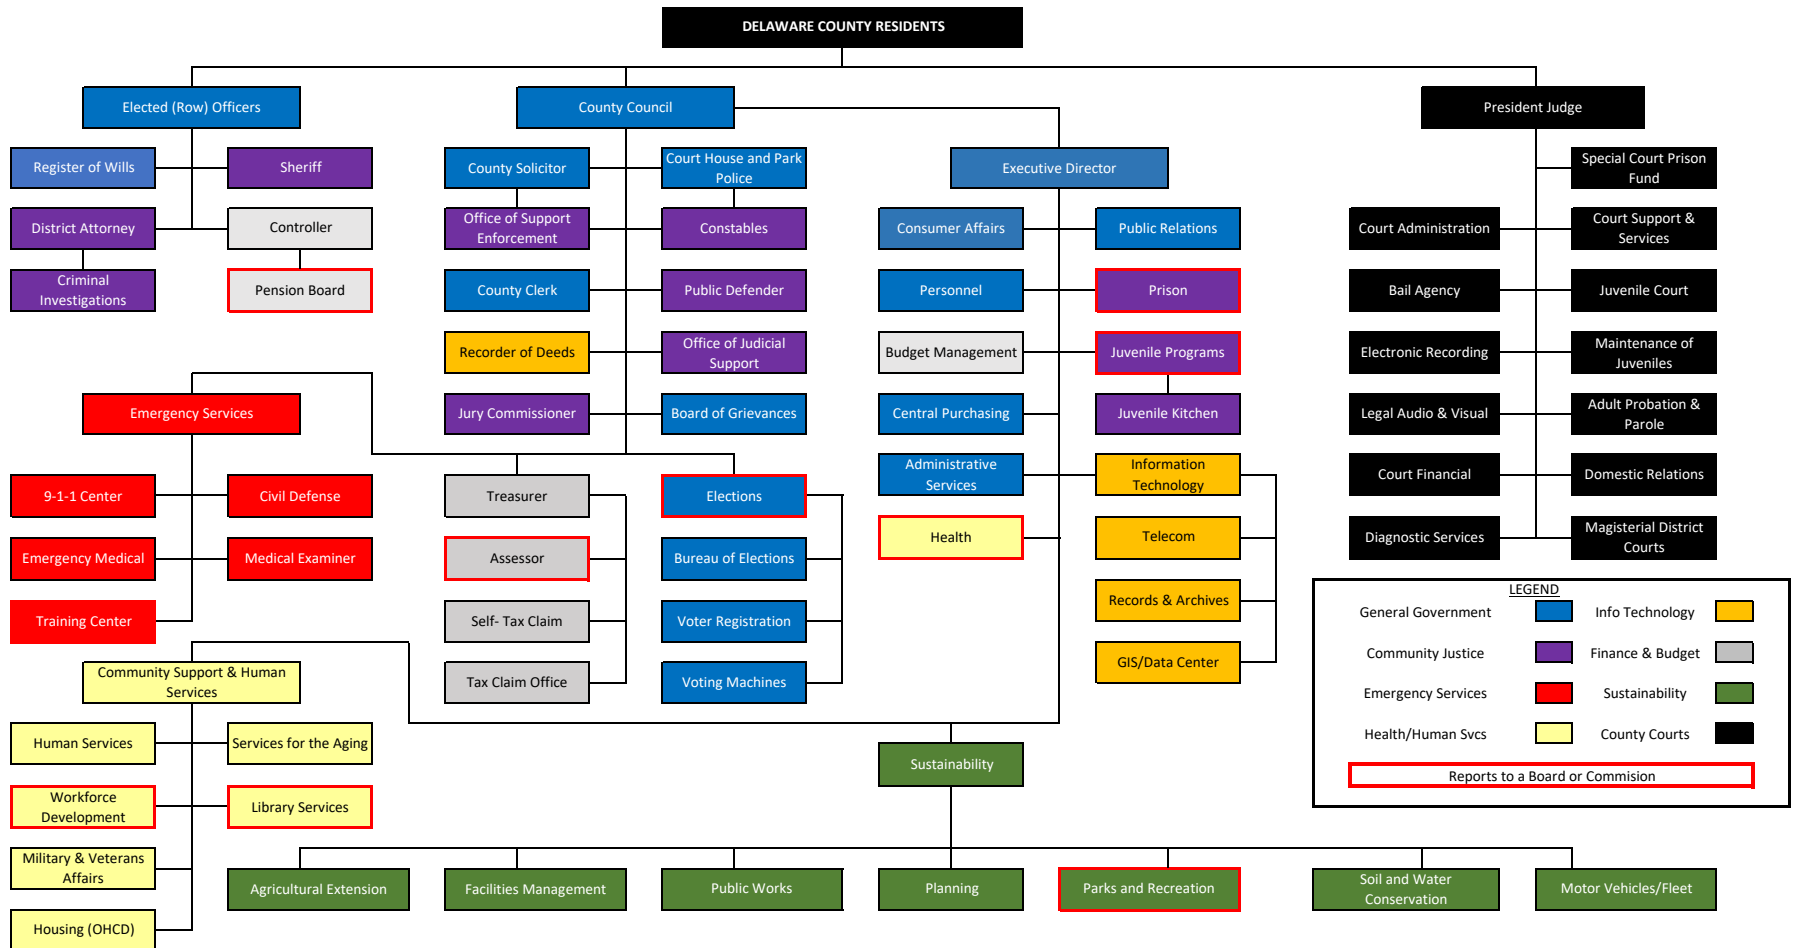 DELAWARE COUNTY RESIDENTS
Elected (Row) Officers
County Council
President Judge
Register of Wills
Sheriff
District Attorney
Controller
Criminal
Investigations
Pension Board
County Solicitor
Court House and Park
Police
Office of Support
Enforcement
Constables
County Clerk
Public Defender
Recorder of Deeds
Office of Judicial
Support
Jury Commissioner
Board of Grievances
Executive Director
Consumer Affairs
Public Relations
Personnel
Prison
Budget Management
Juvenile Programs
Central Purchasing
Juvenile Kitchen
Administrative
Services
Information
Technology
Health
Telecom
Records & Archives
GIS/Data Center
Special Court Prison
Fund
Court Administration
Court Support &
Services
Bail Agency
Juvenile Court
Electronic Recording
Maintenance of
Juveniles
Legal Audio & Visual
Adult Probation &
Parole
Court Financial
Domestic Relations
Diagnostic Services
Magisterial District
Courts
Emergency Services
9-1-1 Center
Civil Defense
Emergency Medical
Medical Examiner
Training Center
Treasurer
Elections
Assessor
Bureau of Elections
Self- Tax Claim
Voter Registration
Tax Claim Office
Voting Machines
Community Support & Human
Services
Human Services
Services for the Aging
Workforce
Development
Library Services
Military & Veterans
Affairs
Housing (OHCD)
Sustainability
Agricultural Extension
Facilities Management
Public Works
Planning
Parks and Recreation
Soil and Water
Conservation
Motor Vehicles/Fleet
LEGEND
General Government
Info Technology
Community Justice
Finance & Budget
Emergency Services
Sustainability
Health/Human Svcs
County Courts
Reports to a Board or Commision